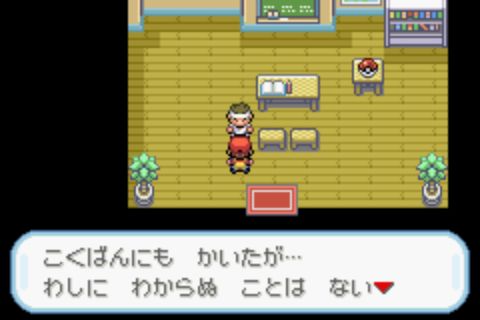 こくばんにも　かいたが…
わしに　わからぬ　ことは　ない